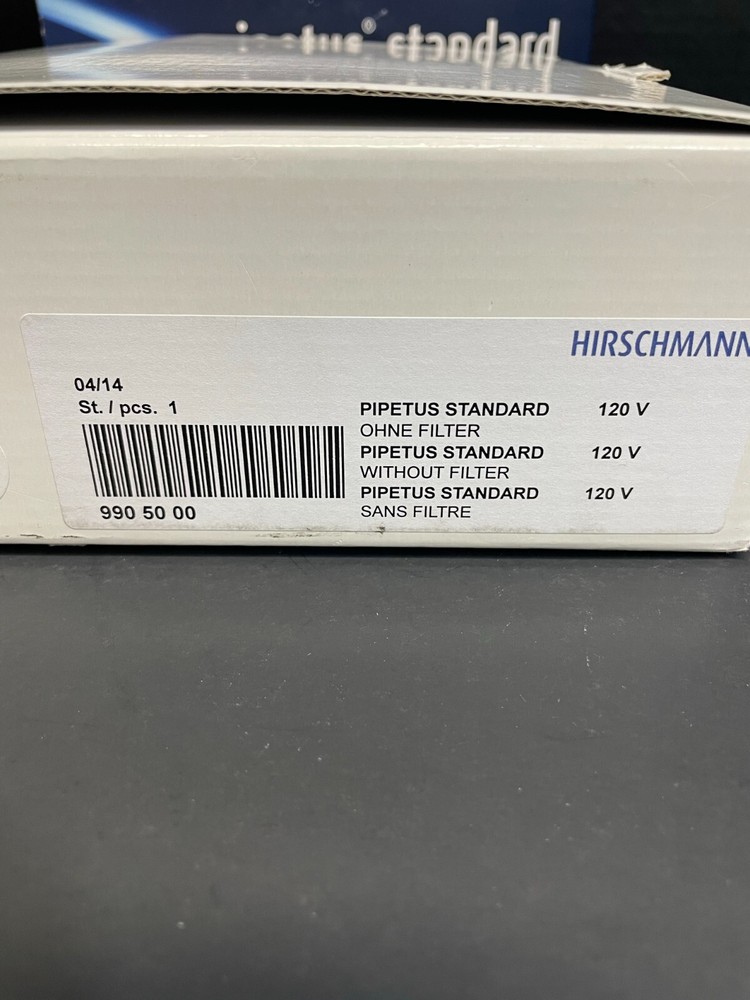 standard
HIRSCHMANN
04/14
St. / pcs. 1
PIPETUS STANDARD 120 V
OHNE FILTER
PIPETUS STANDARD 120 V
WITHOUT FILTER
PIPETUS STANDARD 120 V
SANS FILTRE
990 50 00